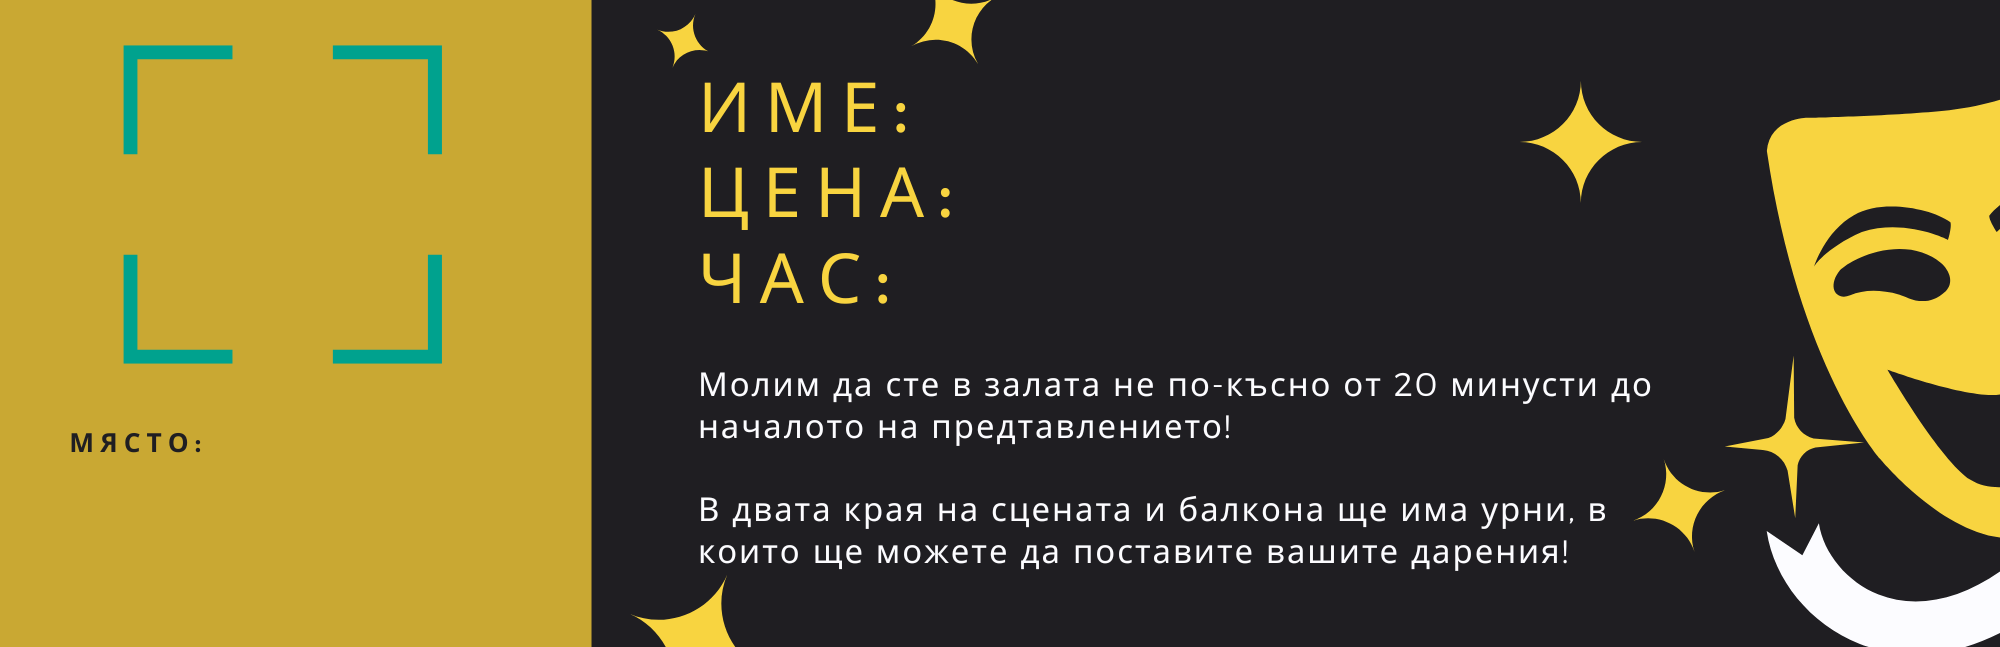 ИМЕ:
ЦЕНА:
ЧАС:
Молим да сте в залата не по-късно от 20 минусти до
началото на предтавлението!
В двата края на сцената и балкона ще има урни, в
които ще можете да поставите вашите дарения!
МЯСТО: